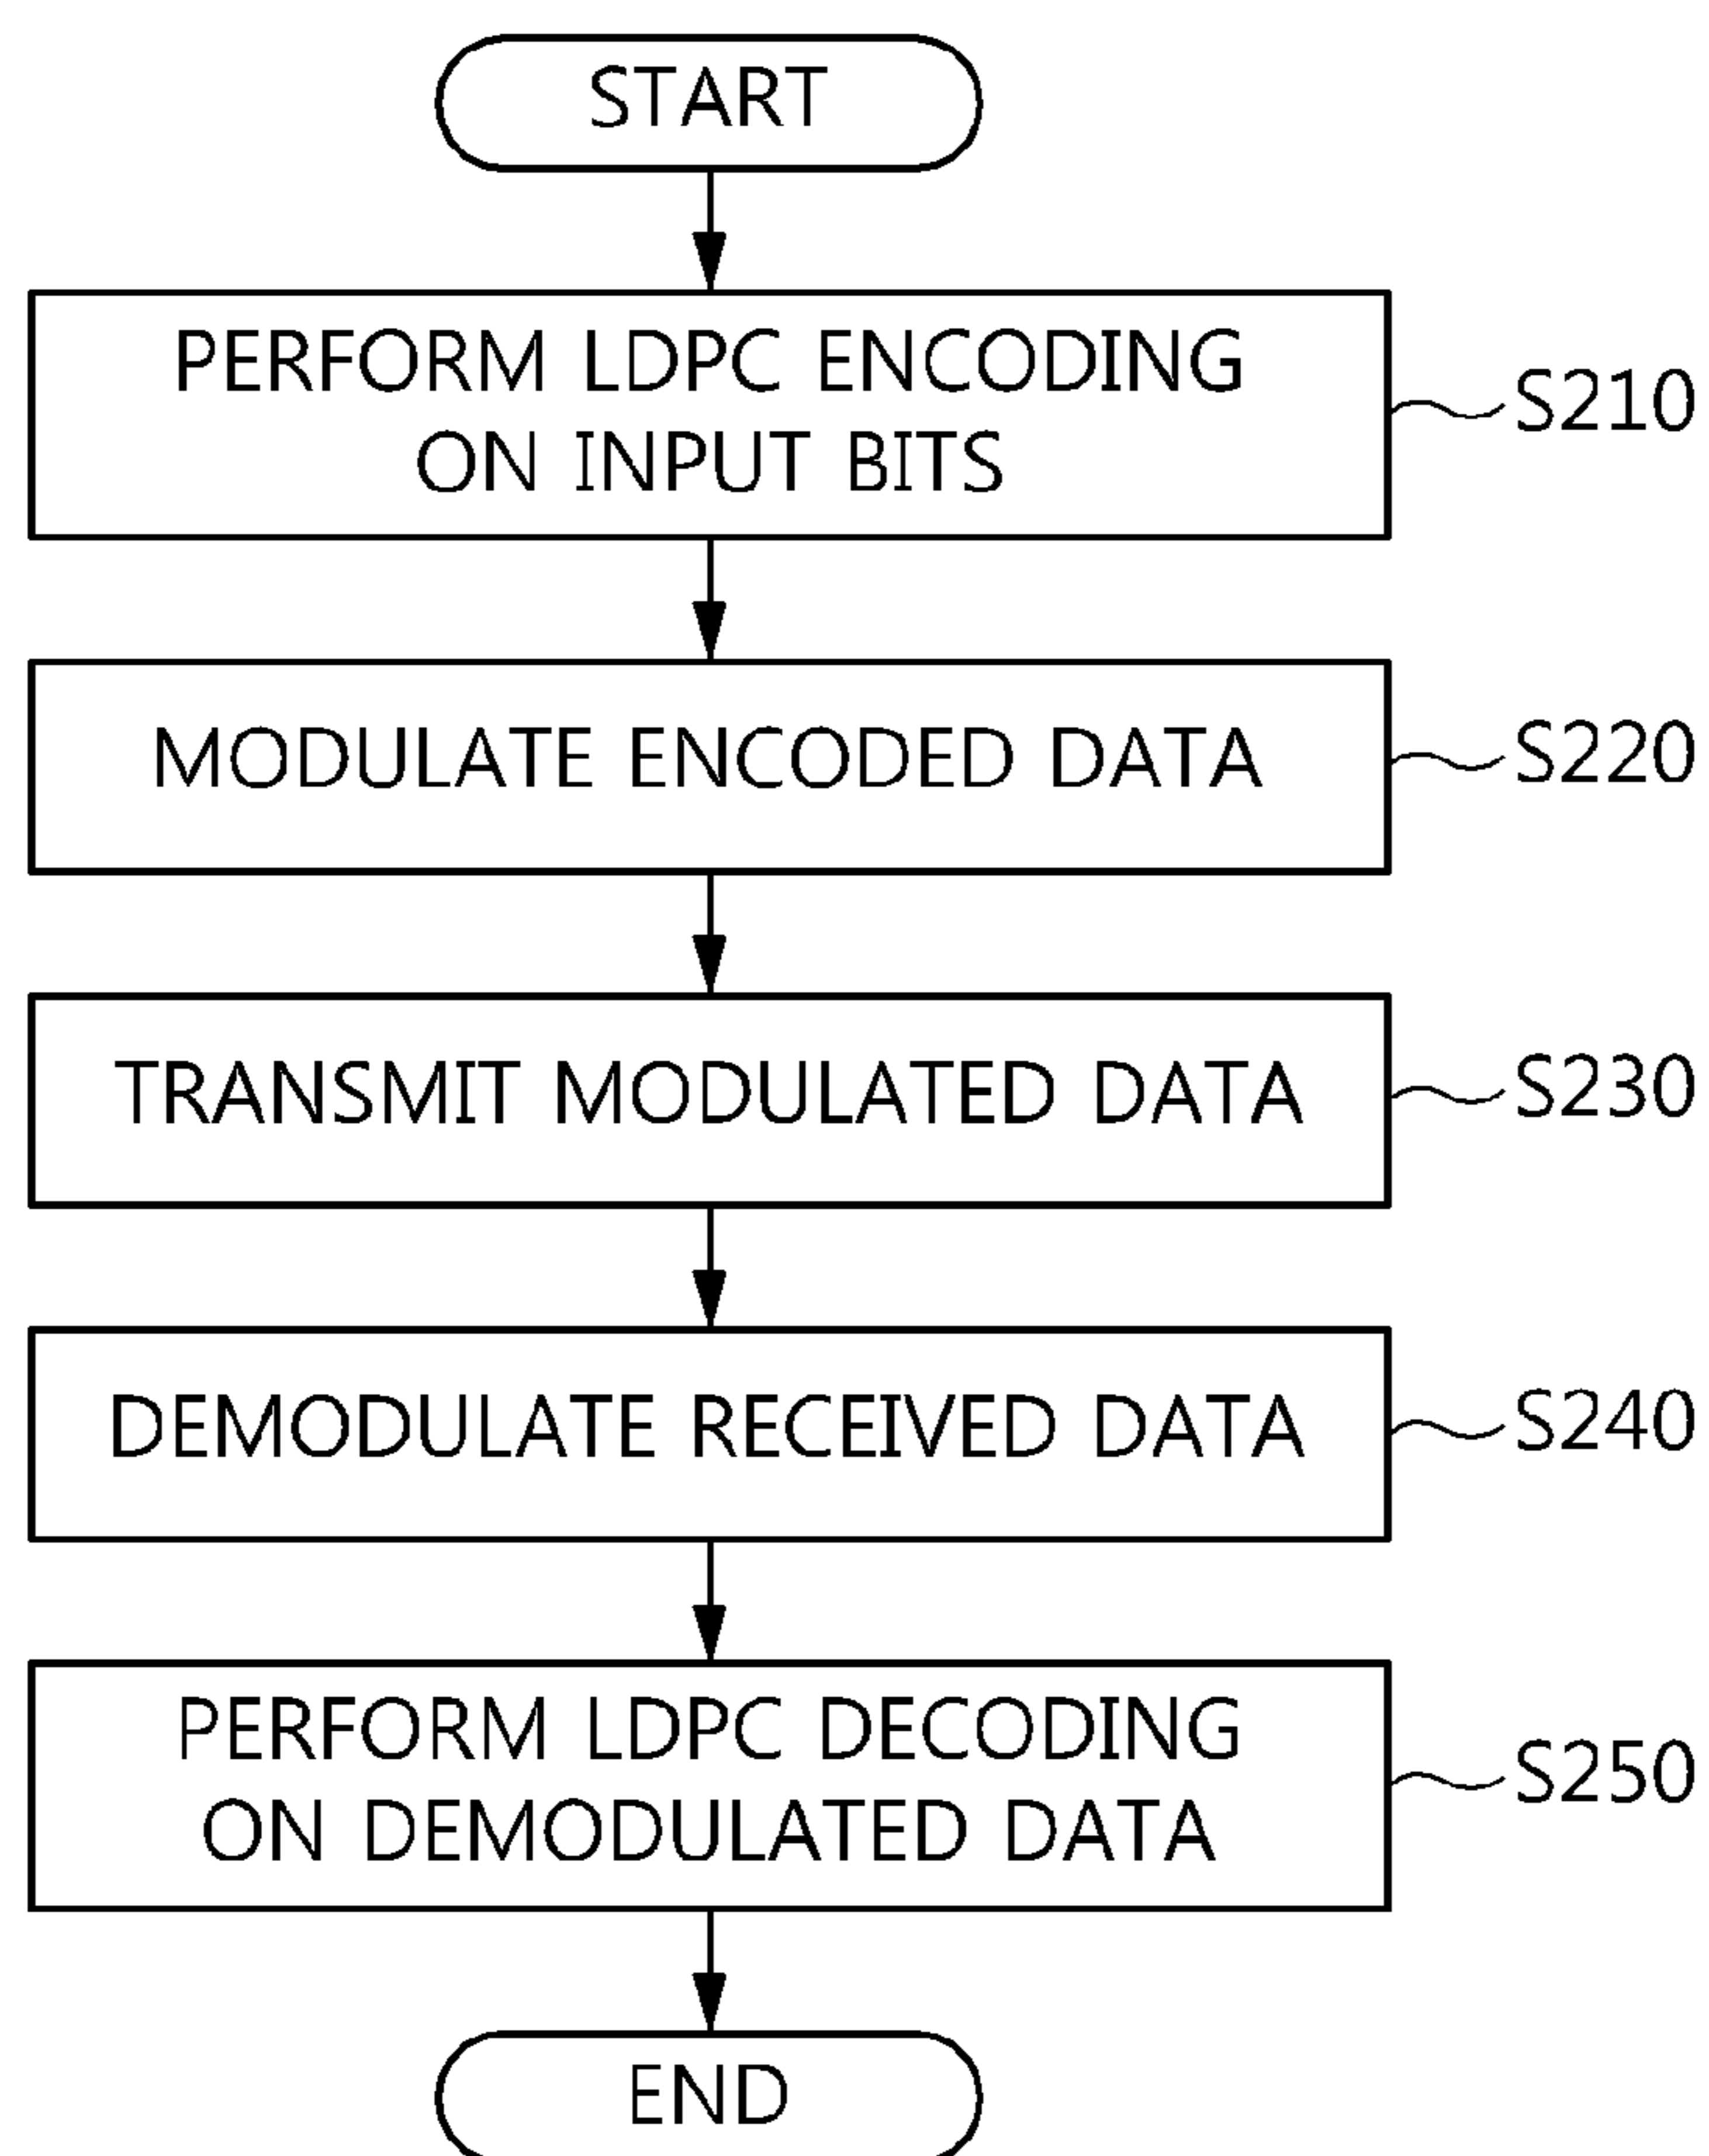 START
PERFORM LDPC ENCODING
ON INPUT BITS
S210
MODULATE ENCODED DATA
S220
TRANSMIT MODULATED DATA
S230
DEMODULATE RECEIVED DATA
S240
PERFORM LDPC DECODING
ON DEMODULATED DATA
S250
END